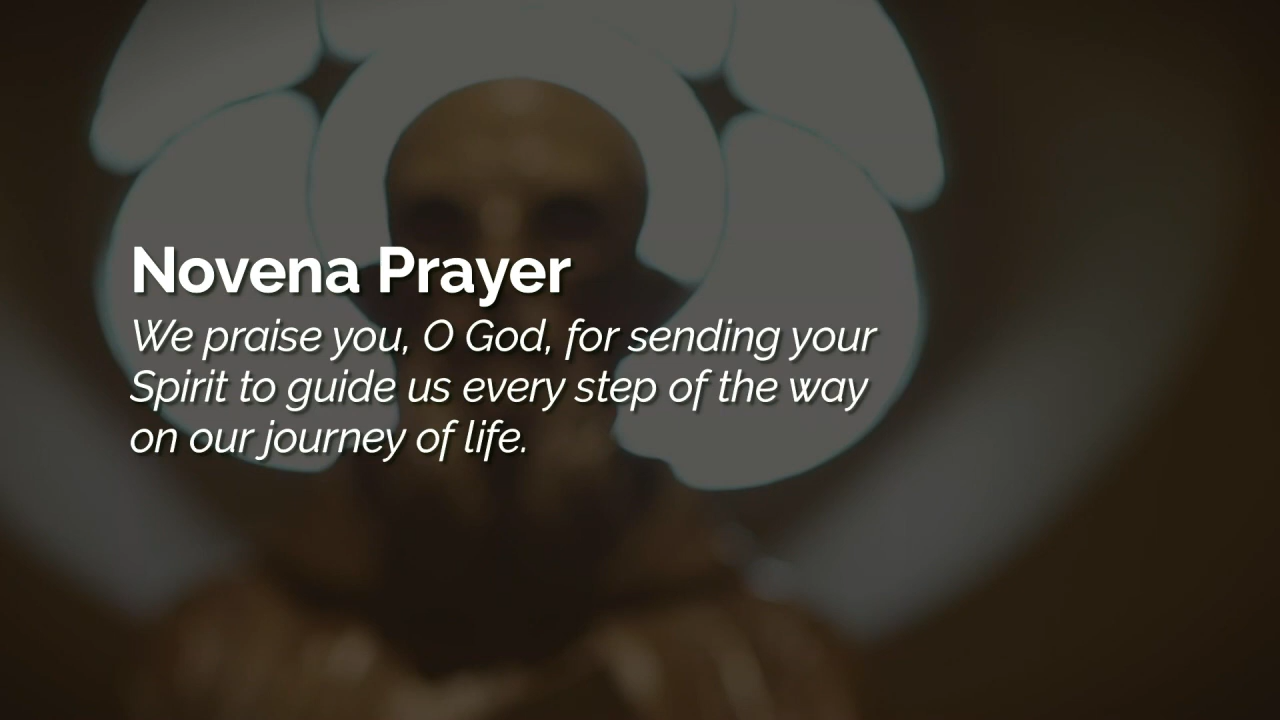 Novena Prayer
We praise you, O God, for sending your
Spirit to guide us every step of the way
on our journey of life.